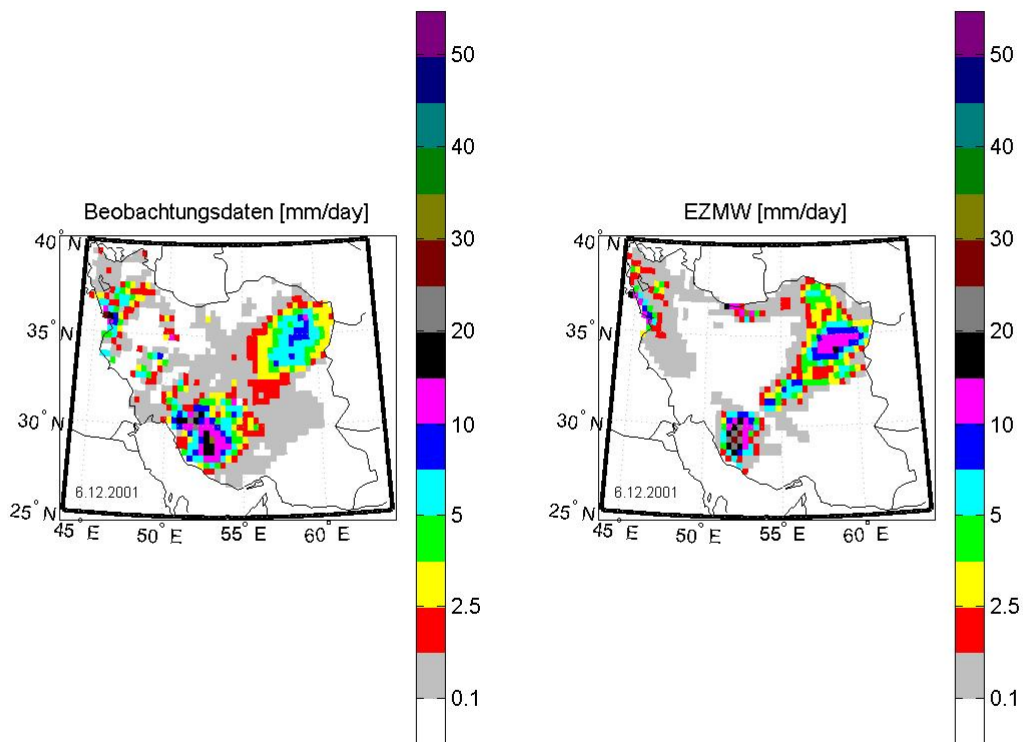 Beobachtungsdaten [mm/day]
40° N
35° N
30° N
25° N
45° E
50° E
55° E
60° E
6.12.2001
50
40
30
20
10
5
2.5
0.1
EZMW [mm/day]
40° N
35° N
30° N
25° N
45° E
50° E
55° E
60° E
6.12.2001
50
40
30
20
10
5
2.5
0.1